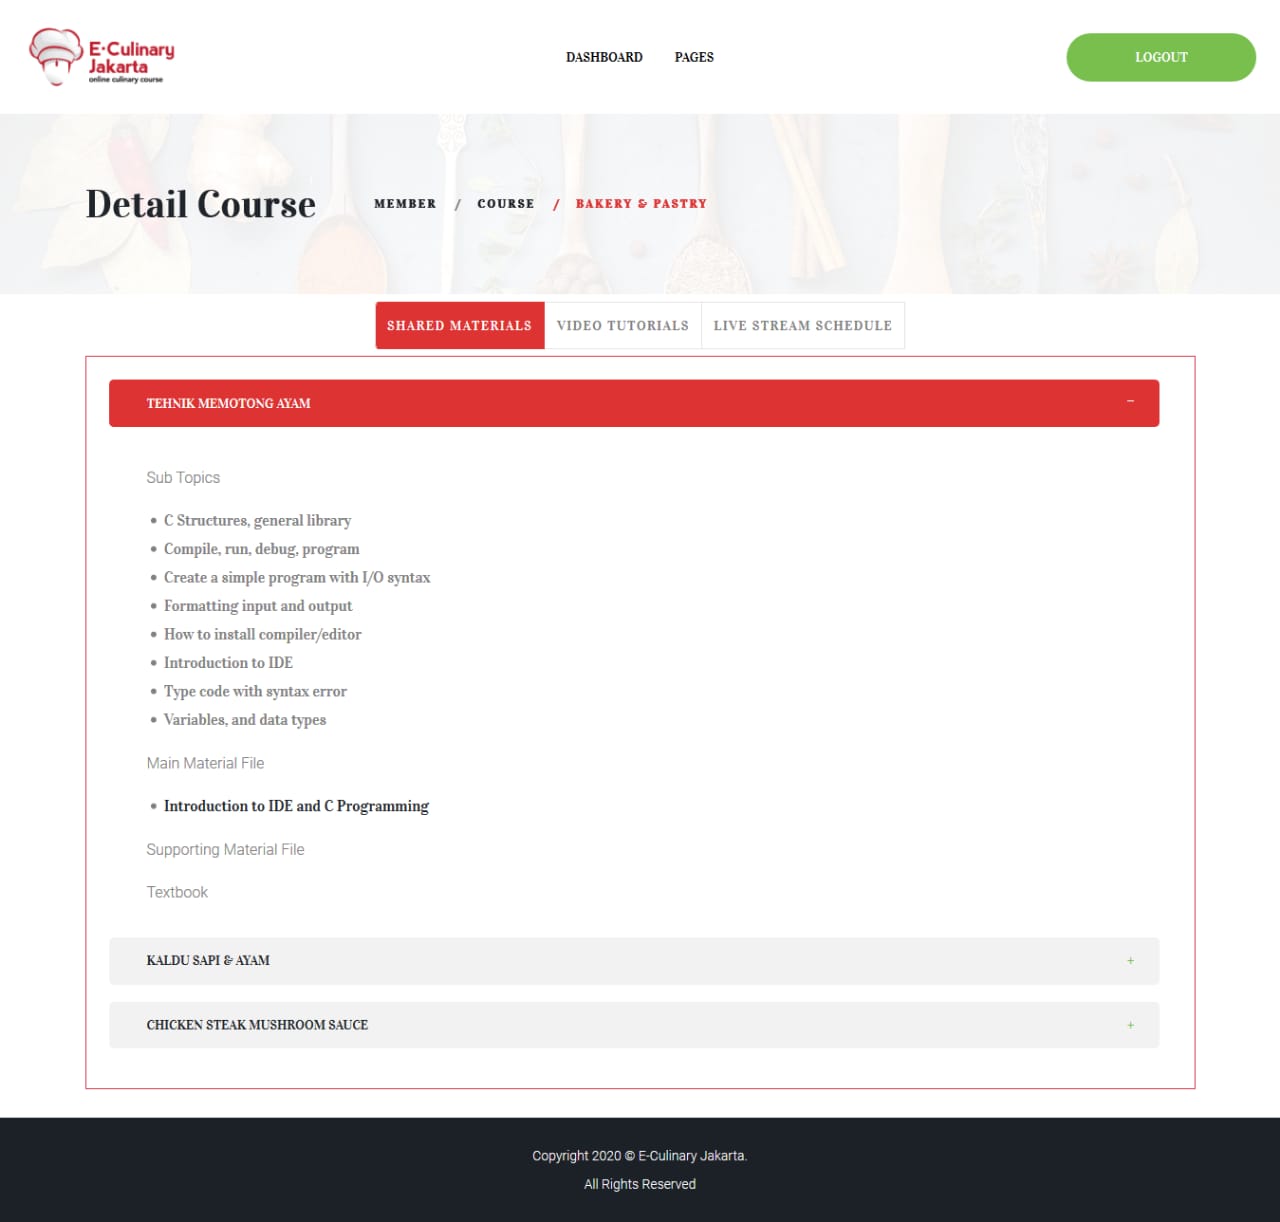 E·Culinary
Jakarta
online culinary course
DASHBOARD PAGES
LOGOUT
Detail Course
MEMBER / COURSE / BAKERY & PASTRY
SHARED MATERIALS VIDEO TUTORIALS LIVE STREAM SCHEDULE
TEHNIK MEMOTONG AYAM −
Sub Topics
• C Structures, general library
• Compile, run, debug, program
• Create a simple program with I/O syntax
• Formatting input and output
• How to install compiler/editor
• Introduction to IDE
• Type code with syntax error
• Variables, and data types
Main Material File
• Introduction to IDE and C Programming
Supporting Material File
Textbook
KALDU SAPI & AYAM +
CHICKEN STEAK MUSHROOM SAUCE +
Copyright 2020 © E-Culinary Jakarta.
All Rights Reserved